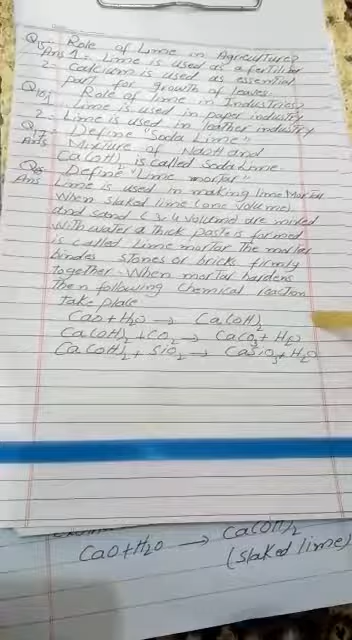 Q15:- Role of Lime in Agriculture?
Ans 1:- Lime is used as a fertilizer
2- Calcium is used as essential
part for growth of leaves.
Q16:- Role of lime in Industries?
1. Lime is used in paper industry
2:- Lime is used in leather industry
Q17:- Define "Soda Lime"
Ans Mixture of NaOH and
Ca(OH)2 is called Soda Lime.
Define "Lime mortar"
Ans Lime is used in making lime Mortar
When slaked lime (one volume)
and sand (3 volume) are mixed
With water a thick paste is formed
is called lime mortar The mortar
bindes stones or bricks firmly
together. When mortar hardens
Then following chemical reaction
take place
CaO + H2O → Ca(OH)2
Ca(OH)2 + CO2 → CaCO3 + H2O
Ca(OH)2 + SiO2 → CaSiO3 + H2O
CaO + H2O → Ca(OH)2
(slaked lime)